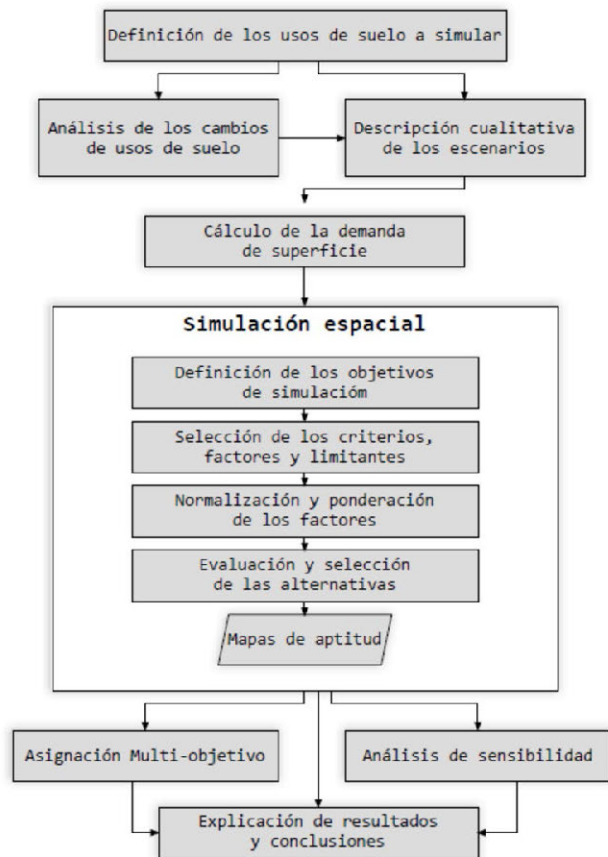 Definición de los usos de suelo a simular
Análisis de los cambios
de usos de suelo
Descripción cualitativa
de los escenarios
Cálculo de la demanda
de superficie
Simulación espacial
Definición de los objetivos
de simulacióm
Selección de los criterios,
factores y limitantes
Normalización y ponderación
de los factores
Evaluación y selección
de las alternativas
Mapas de aptitud
Asignación Multi-objetivo
Análisis de sensibilidad
Explicación de resultados
y conclusiones